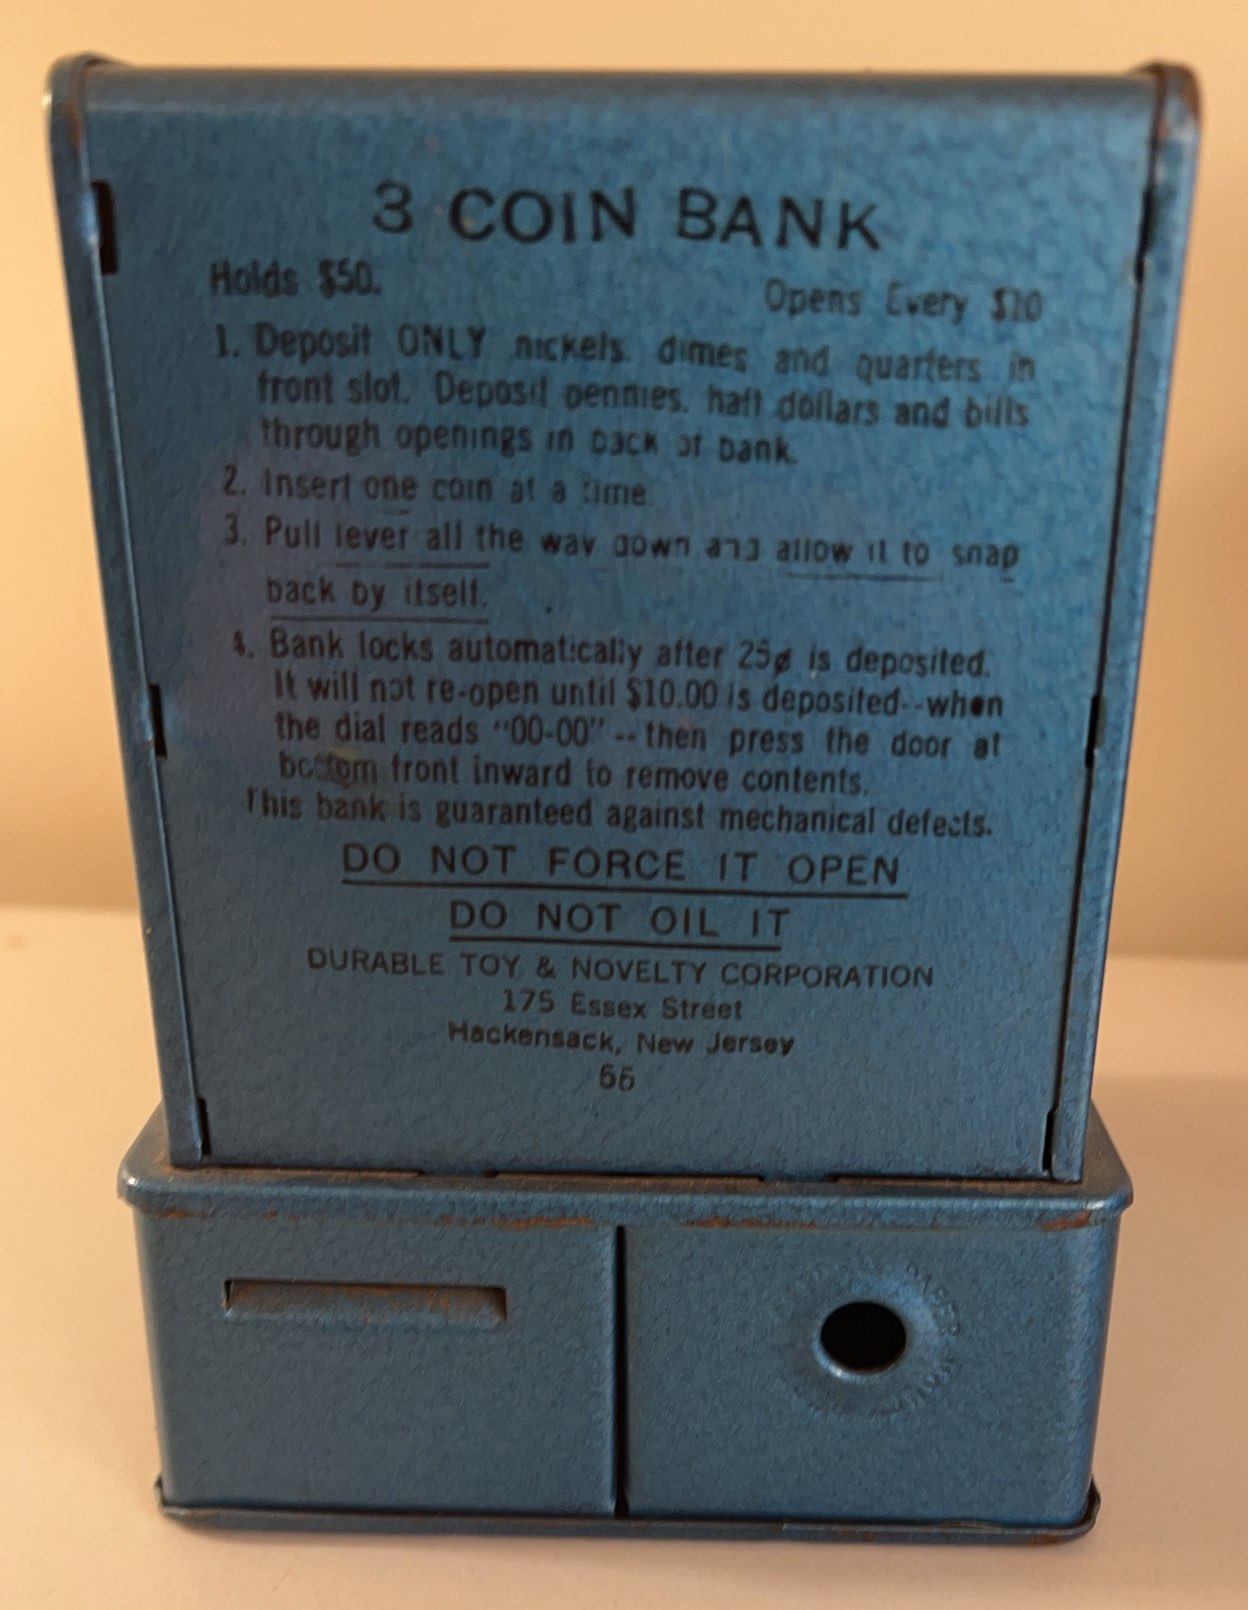 3 COIN BANK
Holds $50.
Opens Every $10
1. Deposit ONLY nickels. dimes and quarters in
front slot. Deposit pennies. half dollars and bills
through openings in back of bank.
2. Insert one coin at a time.
3. Pull lever all the way down and allow it to snap
back by itself.
4. Bank locks automatically after 25¢ is deposited.
It will not re-open until $10.00 is deposited--when
the dial reads "00-00"--then press the door at
bottom front inward to remove contents.
This bank is guaranteed against mechanical defects.
DO NOT FORCE IT OPEN
DO NOT OIL IT
DURABLE TOY & NOVELTY CORPORATION
175 Essex Street
Hackensack, New Jersey
66